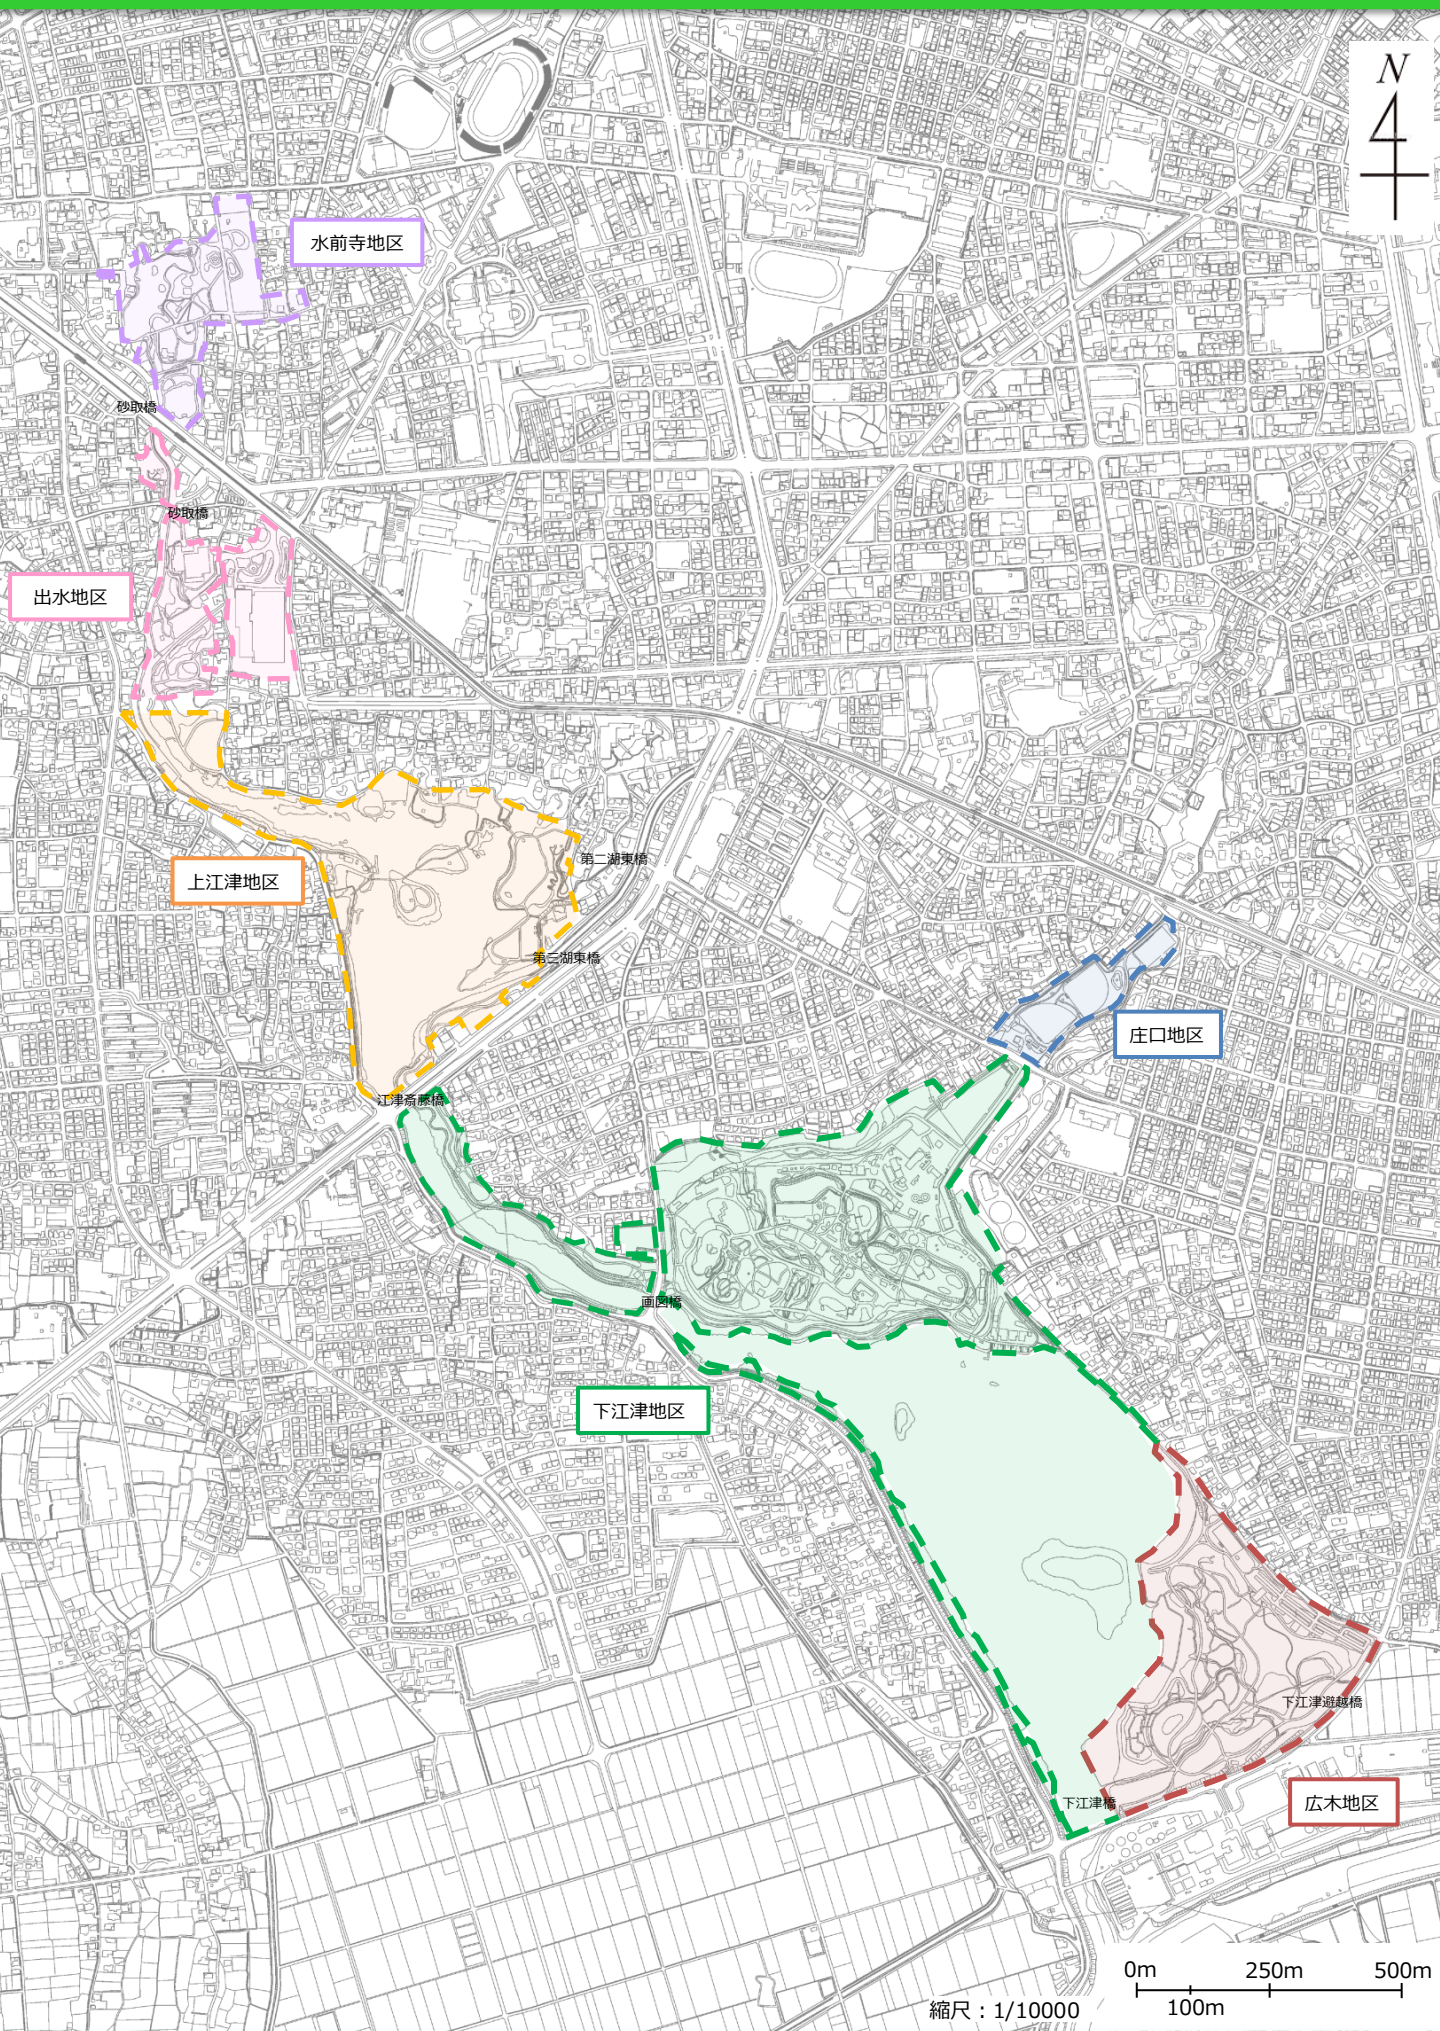 N
水前寺地区
砂取橋
砂取橋
出水地区
第二湖東橋
上江津地区
第三湖東橋
庄口地区
江津斎藤橋
画図橋
下江津地区
下江津避越橋
下江津橋
広木地区
0m 250m 500m
100m
縮尺：1/10000